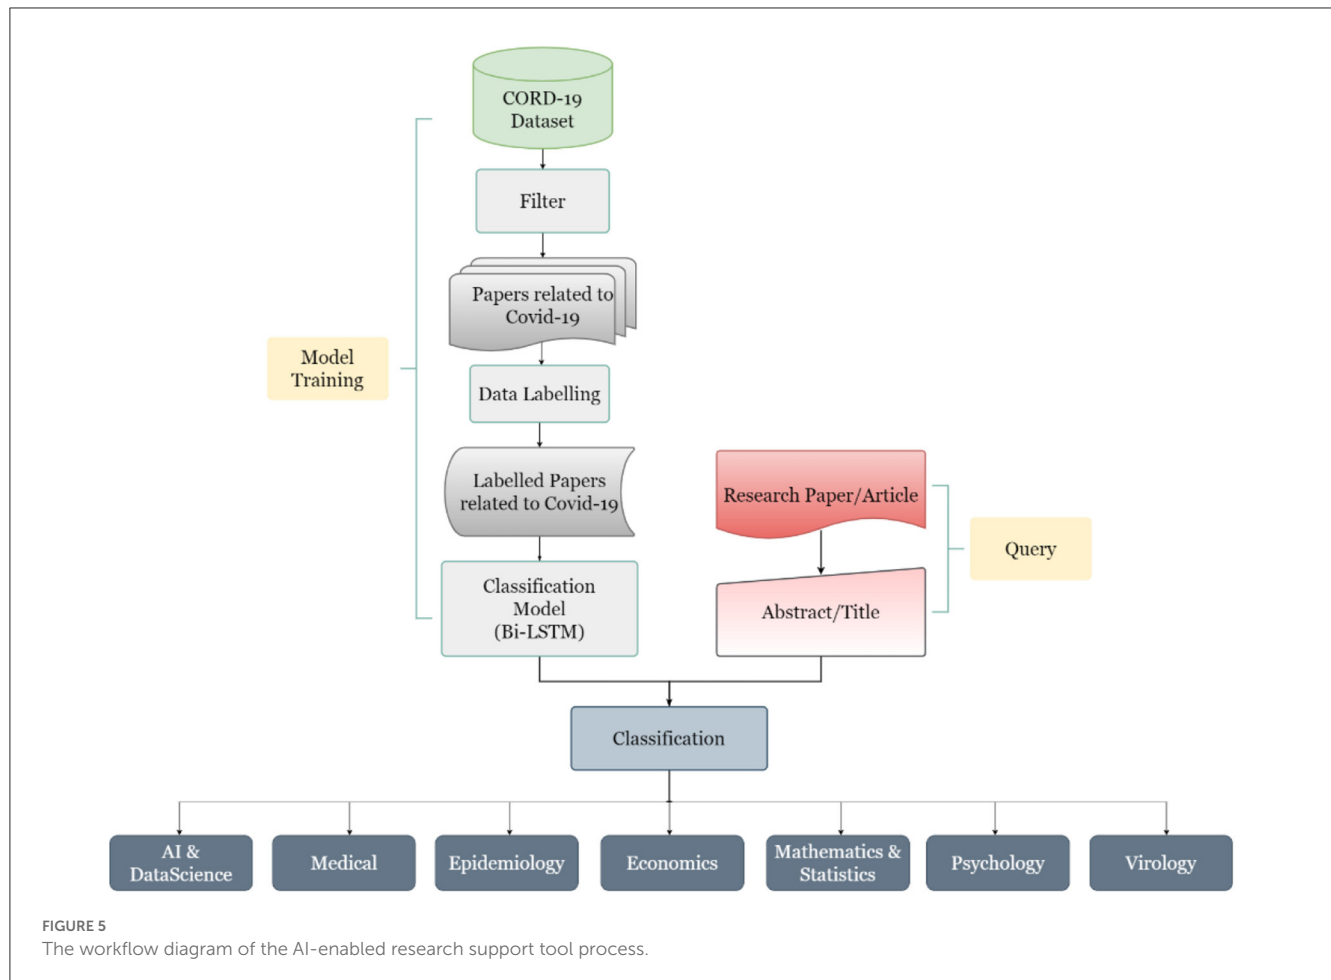 CORD-19
Dataset
Filter
Papers related to
Covid-19
Model
Training
Data Labelling
Labelled Papers
related to Covid-19
Research Paper/Article
Query
Classification
Model
(Bi-LSTM)
Abstract/Title
Classification
AI &
DataScience
Medical
Epidemiology
Economics
Mathematics &
Statistics
Psychology
Virology
FIGURE 5
The workflow diagram of the AI-enabled research support tool process.